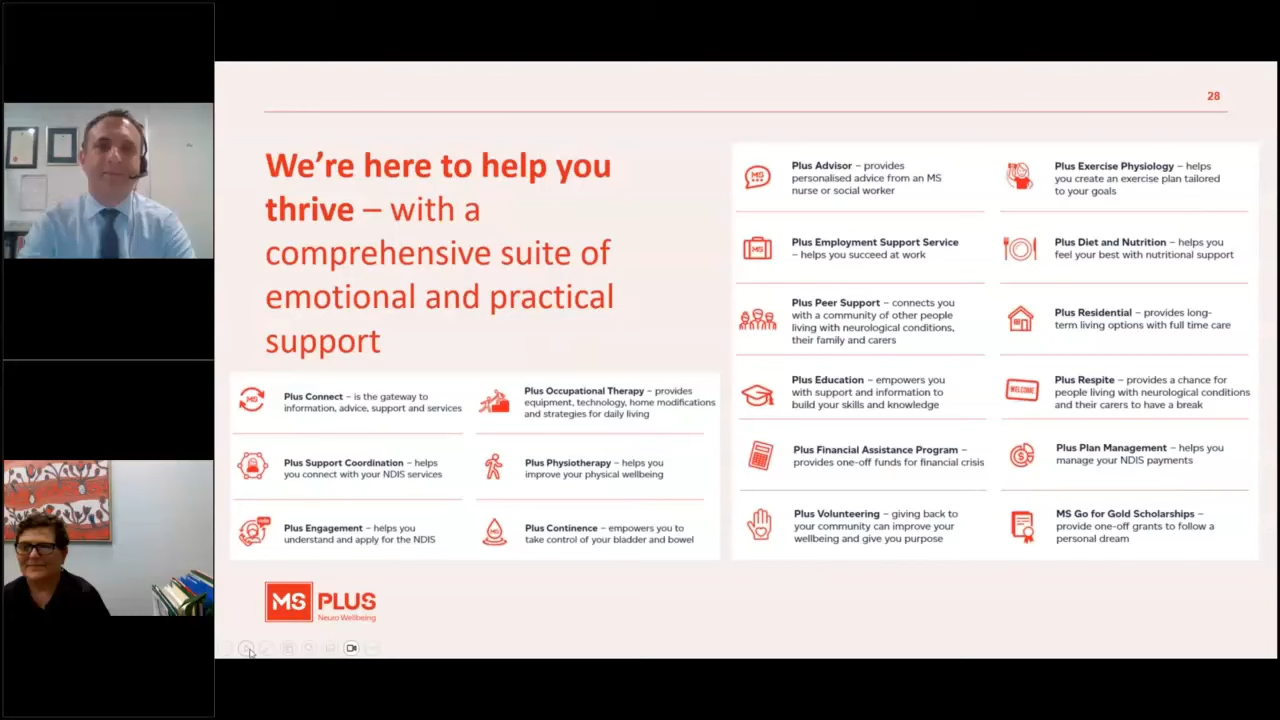 28
We’re here to help you
thrive – with a
comprehensive suite of
emotional and practical
support
Plus Connect – is the gateway to
information, advice, support and services
Plus Occupational Therapy – provides
equipment, technology, home modifications
and strategies for daily living
Plus Support Coordination – helps
you connect with your NDIS services
Plus Physiotherapy – helps you
improve your physical wellbeing
Plus Engagement – helps you
understand and apply for the NDIS
Plus Continence – empowers you to
take control of your bladder and bowel
Plus Advisor – provides
personalised advice from an MS
nurse or social worker
Plus Exercise Physiology – helps
you create an exercise plan tailored
to your goals
Plus Employment Support Service
– helps you succeed at work
Plus Diet and Nutrition – helps you
feel your best with nutritional support
Plus Peer Support – connects you
with a community of other people
living with neurological conditions,
their family and carers
Plus Residential – provides long-
term living options with full time care
Plus Education – empowers you
with support and information to
build your skills and knowledge
WELCOME
Plus Respite – provides a chance for
people living with neurological conditions
and their carers to have a break
Plus Financial Assistance Program –
provides one-off funds for financial crisis
Plus Plan Management – helps you
manage your NDIS payments
Plus Volunteering – giving back to
your community can improve your
wellbeing and give you purpose
MS Go for Gold Scholarships –
provide one-off grants to follow a
personal dream
MS
MS
MS
MS
MS PLUS
Neuro Wellbeing